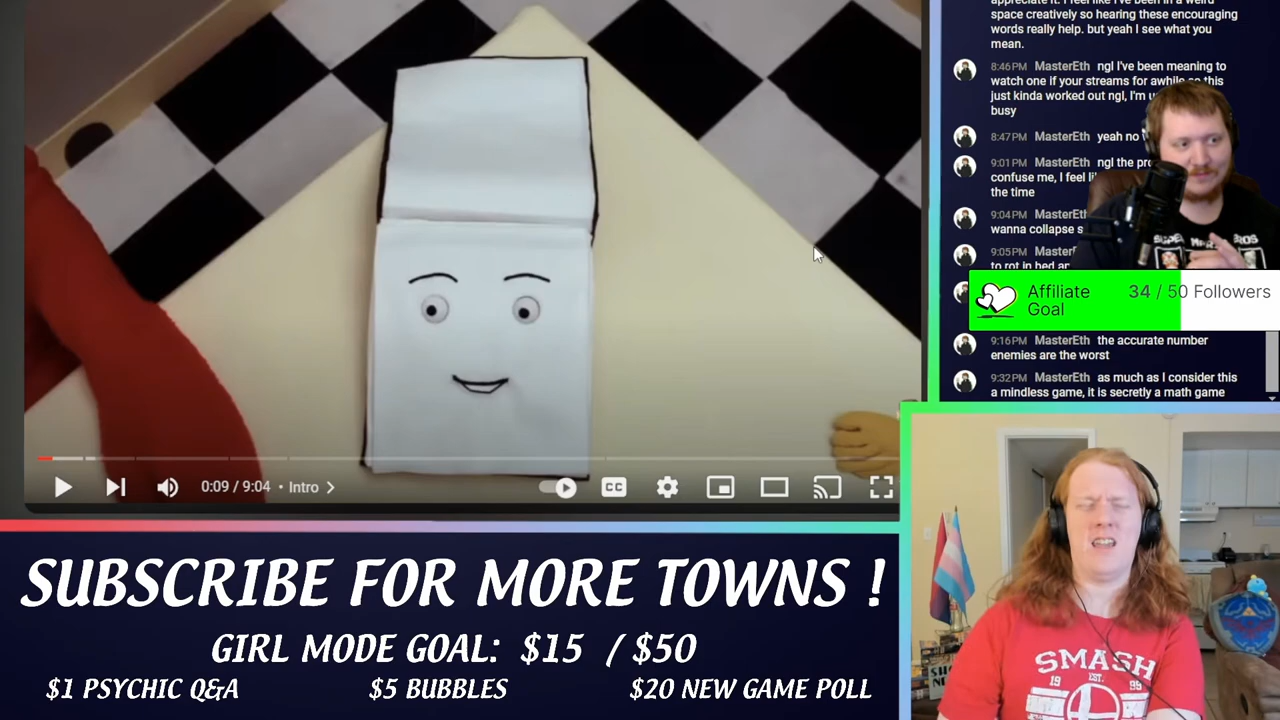 appreciate it. I feel like I've been in a weird
space creatively so hearing these encouraging
words really help. but yeah I see what you
mean.
8:46PM MasterEth ngl I've been meaning to
watch one if your streams for awhile so this
just kinda worked out ngl, I'm
busy
8:47PM MasterEth yeah no
9:01PM MasterEth ngl the
confuse me, I feel
the time
9:04PM MasterEth
wanna collapse
9:05PM
to rot in bed
Affiliate
Goal
34 / 50 Followers
9:16PM MasterEth the accurate number
enemies are the worst
9:32PM MasterEth as much as I consider this
a mindless game, it is secretly a math game
0:09 / 9:04 • Intro
CC
SUBSCRIBE FOR MORE TOWNS !
GIRL MODE GOAL: $15 / $50
$1 PSYCHIC Q&A $5 BUBBLES $20 NEW GAME POLL
SMASH
19 EST. 99